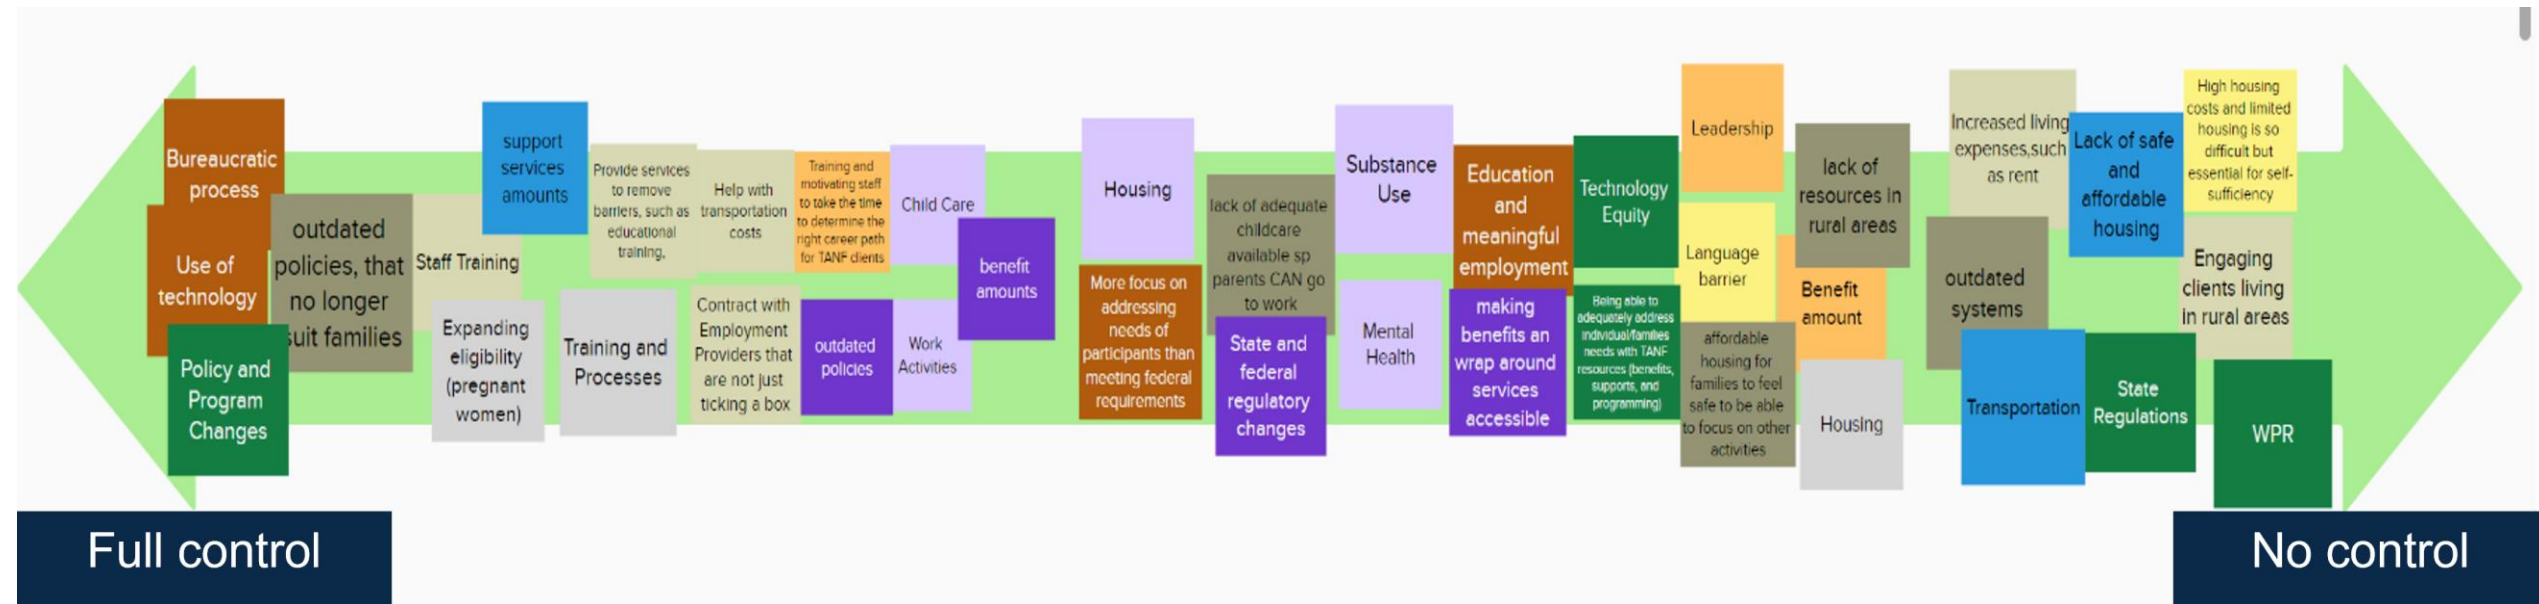 Bureaucratic
process
Use of
technology
Policy and
Program
Changes
outdated
policies, that
no longer
suit families
Staff Training
Expanding
eligibility
(pregnant
women)
support
services
amounts
Training and
Processes
Provide services
to remove
barriers, such as
educational
training,
Help with
transportation
costs
Contract with
Employment
Providers that
are not just
ticking a box
Training and
motivating staff
to take the time
to determine the
right career path
for TANF clients
outdated
policies
Child Care
Work
Activities
benefit
amounts
Housing
More focus on
addressing
needs of
participants than
meeting federal
requirements
lack of adequate
childcare
available sp
parents CAN go
to work
State and
federal
regulatory
changes
Substance
Use
Mental
Health
Education
and
meaningful
employment
making
benefits an
wrap around
services
accessible
Technology
Equity
Being able to
adequately address
individual/families
needs with TANF
resources (benefits,
supports, and
programming)
Leadership
Language
barrier
affordable
housing for
families to feel
safe to be able
to focus on other
activities
lack of
resources in
rural areas
Benefit
amount
Housing
Increased living
expenses,such
as rent
outdated
systems
Transportation
Lack of safe
and
affordable
housing
State
Regulations
High housing
costs and limited
housing is so
difficult but
essential for self-
sufficiency
Engaging
clients living
in rural areas
WPR
Full control
No control